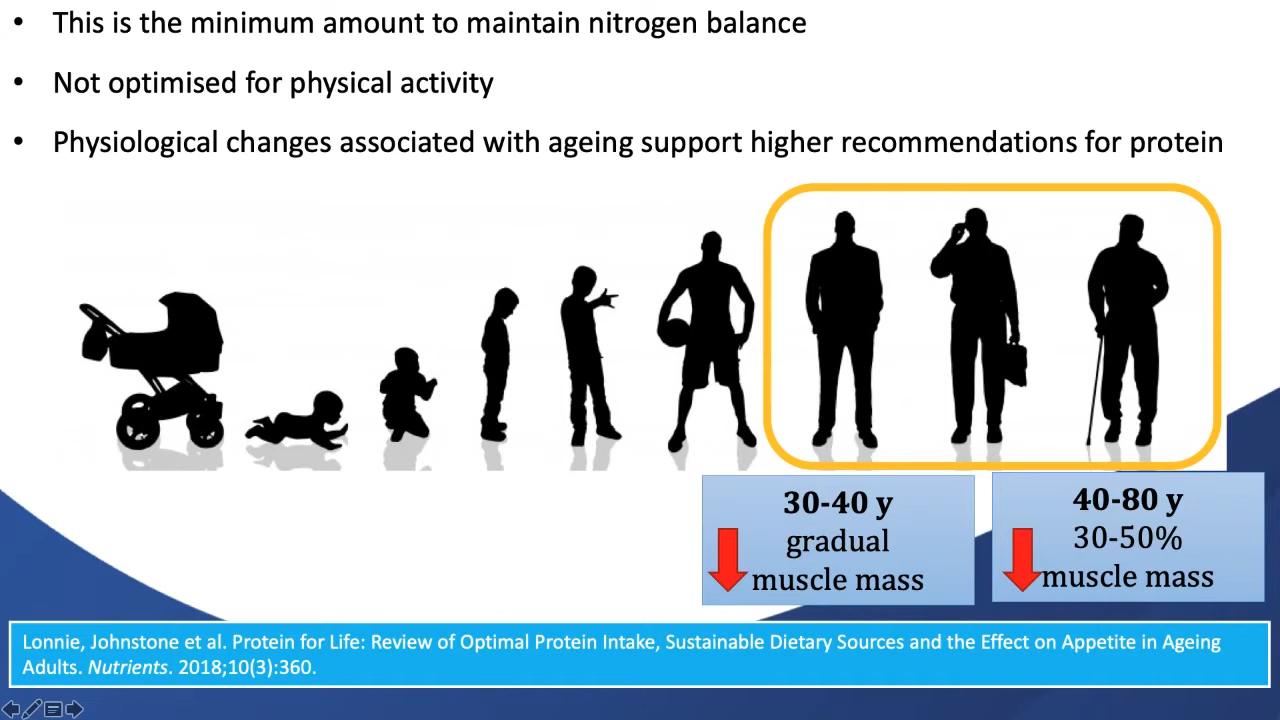 • This is the minimum amount to maintain nitrogen balance
• Not optimised for physical activity
• Physiological changes associated with ageing support higher recommendations for protein
30-40 y
gradual
muscle mass
40-80 y
30-50%
muscle mass
Lonnie, Johnstone et al. Protein for Life: Review of Optimal Protein Intake, Sustainable Dietary Sources and the Effect on Appetite in Ageing
Adults. Nutrients. 2018;10(3):360.